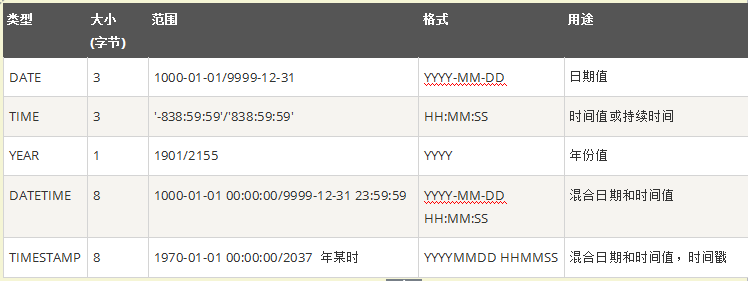 类型 大小 范围 格式 用途
(字节)
DATE 3 1000-01-01/9999-12-31 YYYY-MM-DD 日期值
TIME 3 '-838:59:59'/'838:59:59' HH:MM:SS 时间值或持续时间
YEAR 1 1901/2155 YYYY 年份值
DATETIME 8 1000-01-01 00:00:00/9999-12-31 23:59:59 YYYY-MM-DD 混合日期和时间值
HH:MM:SS
TIMESTAMP 8 1970-01-01 00:00:00/2037 年某时 YYYYMMDD HHMMSS 混合日期和时间值，时间戳